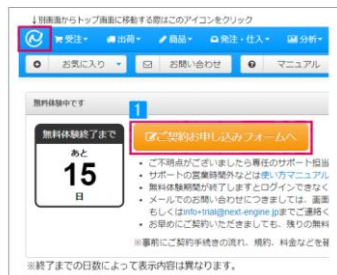 ↓別画面からトップ画面に移動する際はこのアイコンをクリック
受注 出荷 商品 発注・仕入 分析
お気に入り お問い合わせ マニュアル
無料体験中です
1
無料体験終了まで
あと
15
日
ご契約お申し込みフォームへ
・ご不明点がございましたら専任のサポート担当
・サポートの営業時間外などは使い方マニュアル
・無料体験期間が終了しますとログインできなく
・メールでのお問い合わせにつきましては、画面
もしくはinfo+trial@next-engine.jpまでご連絡く
・お早めにご契約いただきましても、残りの無料
※事前にご契約手続きの流れ、規約、料金などを確
※終了までの日数によって表示内容は異なります。